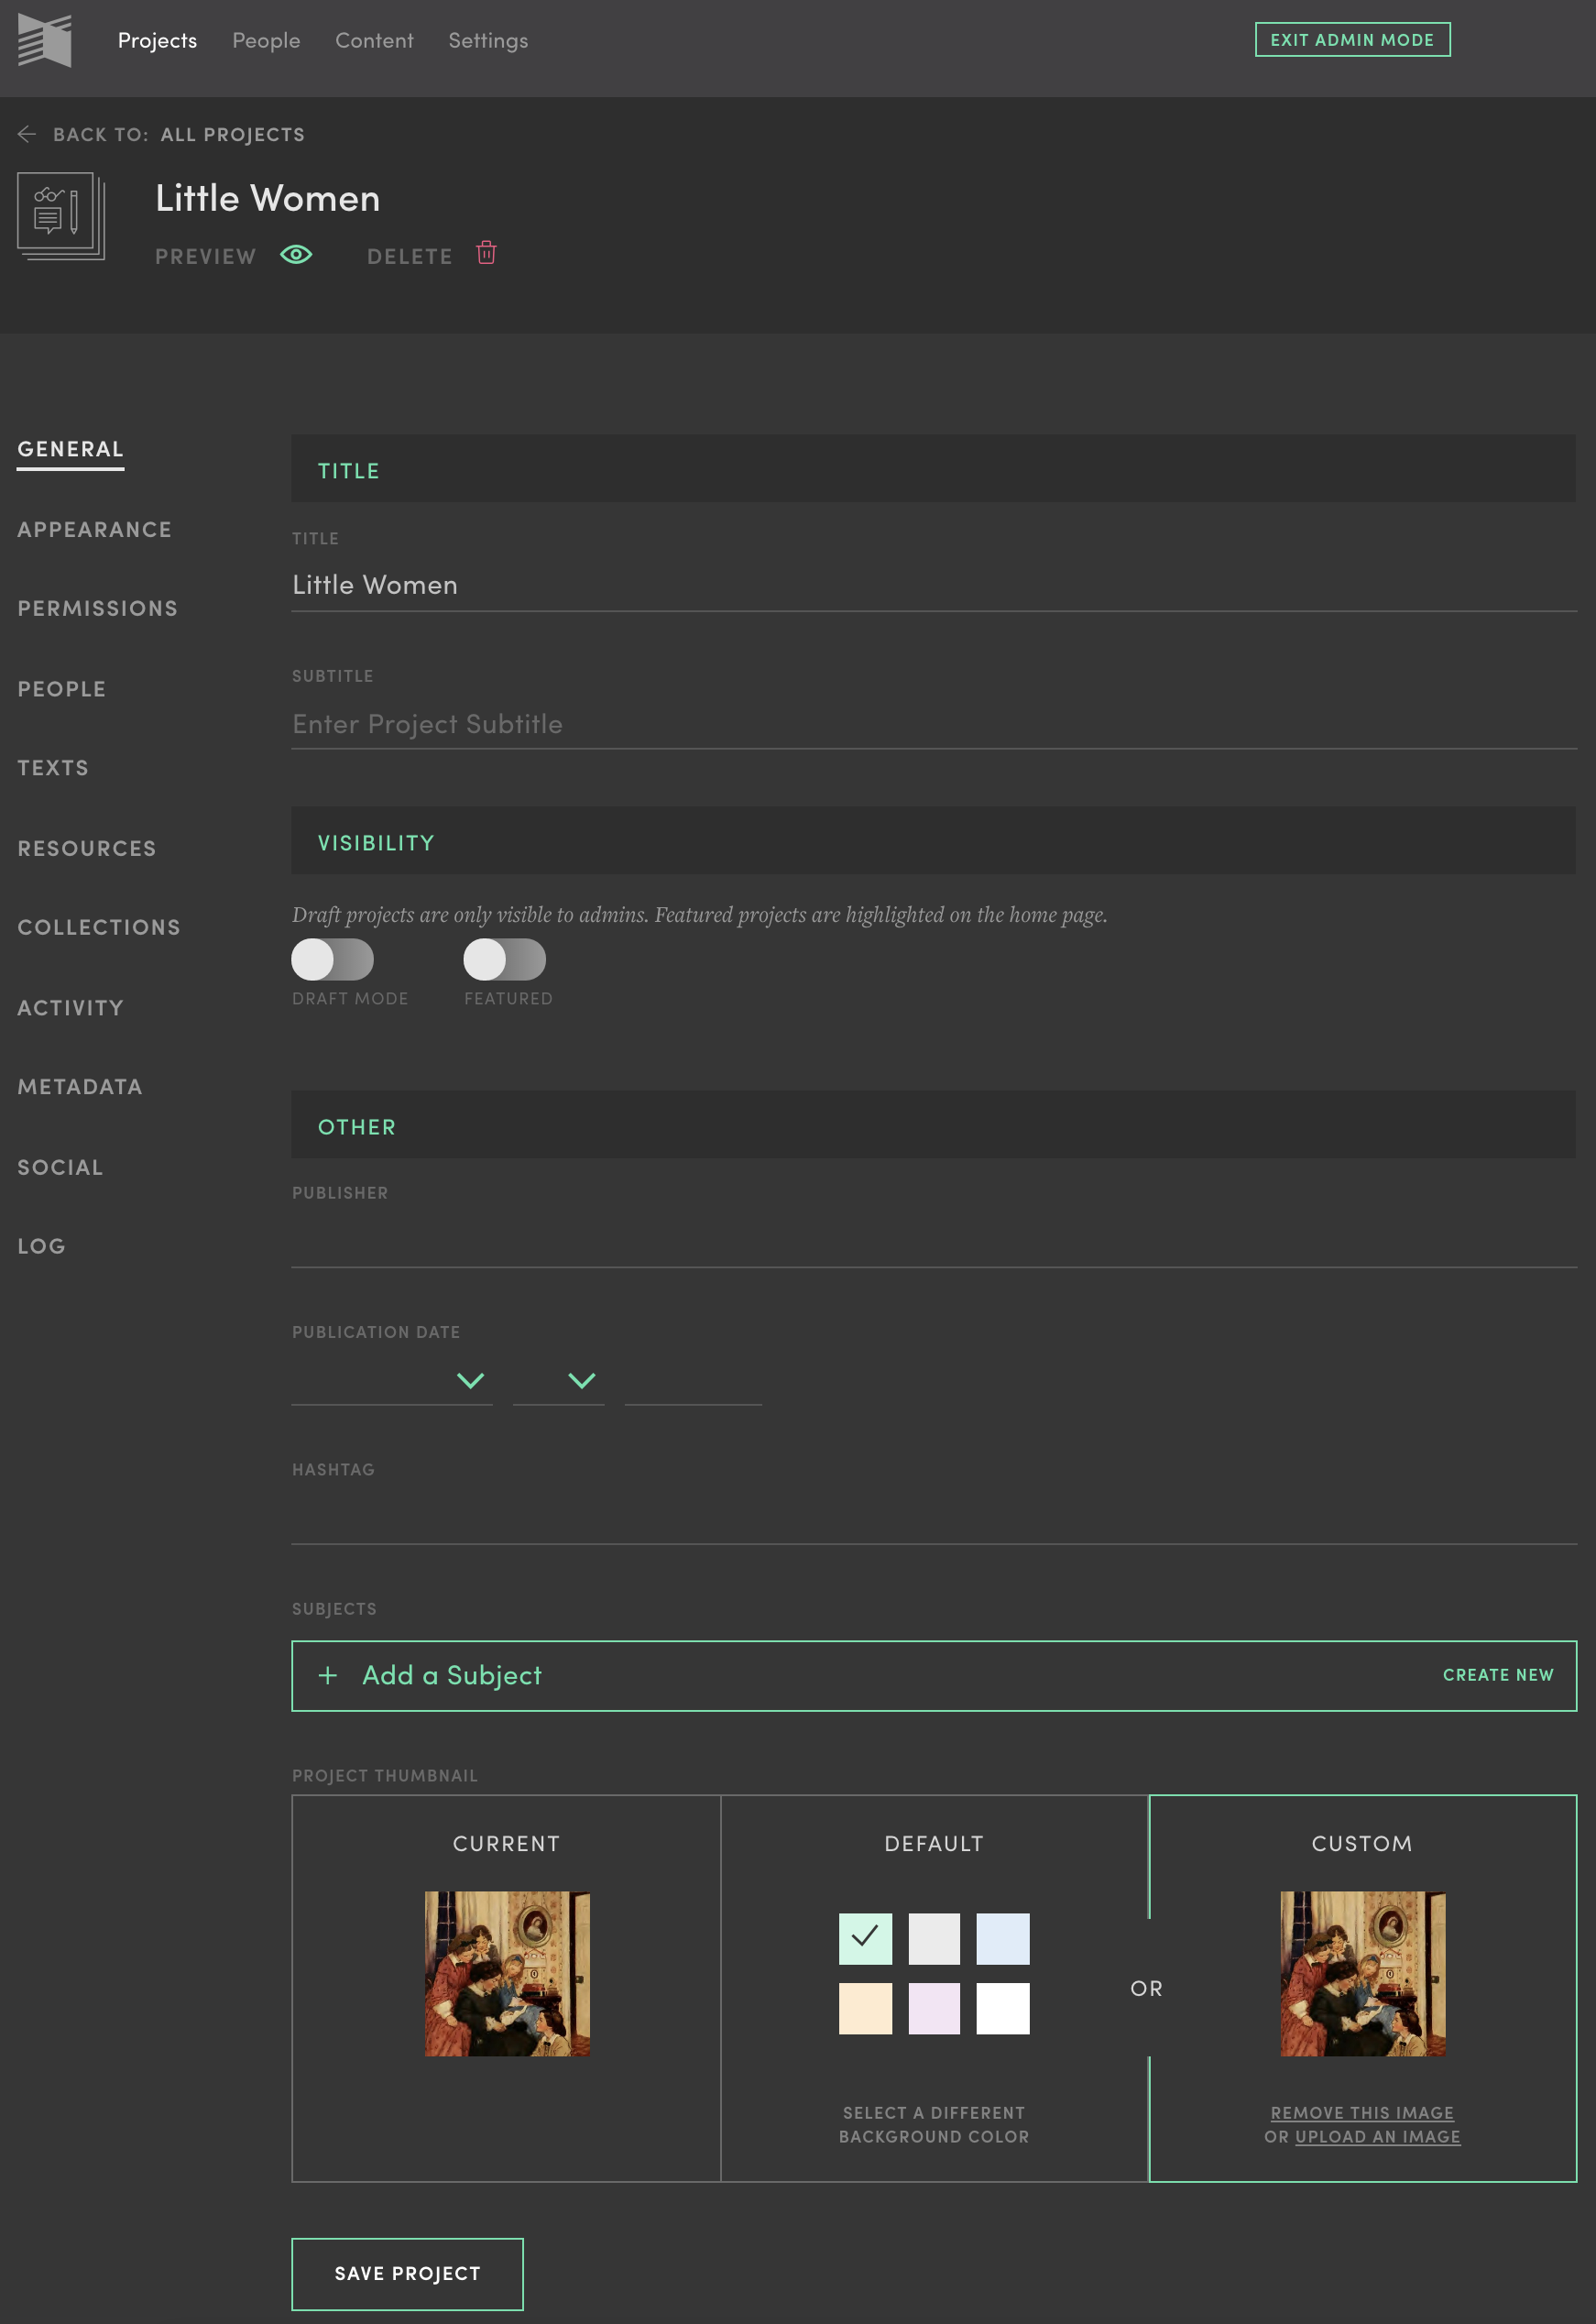 Projects People Content Settings EXIT ADMIN MODE
BACK TO: ALL PROJECTS
Little Women
PREVIEW DELETE
GENERAL
APPEARANCE
PERMISSIONS
PEOPLE
TEXTS
RESOURCES
COLLECTIONS
ACTIVITY
METADATA
SOCIAL
LOG
TITLE
TITLE
Little Women
SUBTITLE
Enter Project Subtitle
VISIBILITY
Draft projects are only visible to admins. Featured projects are highlighted on the home page.
DRAFT MODE FEATURED
OTHER
PUBLISHER
PUBLICATION DATE
HASHTAG
SUBJECTS
+ Add a Subject CREATE NEW
PROJECT THUMBNAIL
CURRENT
DEFAULT
SELECT A DIFFERENT
BACKGROUND COLOR
OR
CUSTOM
REMOVE THIS IMAGE
OR UPLOAD AN IMAGE
SAVE PROJECT